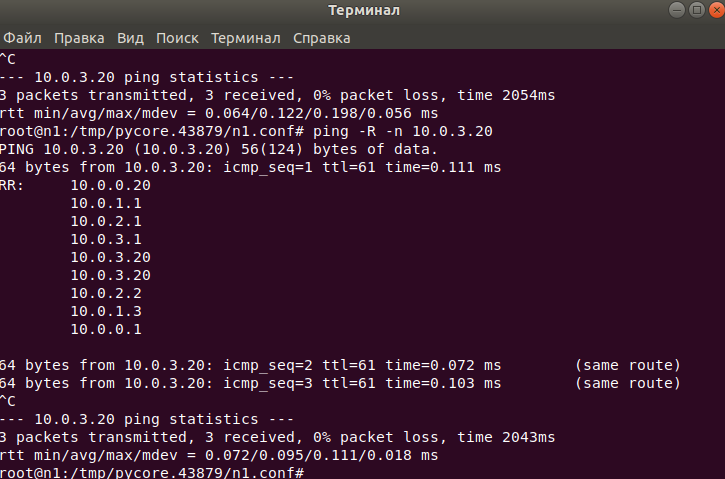 Терминал
Файл Правка Вид Поиск Терминал Справка
^C
--- 10.0.3.20 ping statistics ---
3 packets transmitted, 3 received, 0% packet loss, time 2054ms
rtt min/avg/max/mdev = 0.064/0.122/0.198/0.056 ms
root@n1:/tmp/pycore.43879/n1.conf# ping -R -n 10.0.3.20
PING 10.0.3.20 (10.0.3.20) 56(124) bytes of data.
64 bytes from 10.0.3.20: icmp_seq=1 ttl=61 time=0.111 ms
RR:     10.0.0.20
        10.0.1.1
        10.0.2.1
        10.0.3.1
        10.0.3.20
        10.0.3.20
        10.0.2.2
        10.0.1.3
        10.0.0.1
64 bytes from 10.0.3.20: icmp_seq=2 ttl=61 time=0.072 ms        (same route)
64 bytes from 10.0.3.20: icmp_seq=3 ttl=61 time=0.103 ms        (same route)
^C
--- 10.0.3.20 ping statistics ---
3 packets transmitted, 3 received, 0% packet loss, time 2043ms
rtt min/avg/max/mdev = 0.072/0.095/0.111/0.018 ms
root@n1:/tmp/pycore.43879/n1.conf#